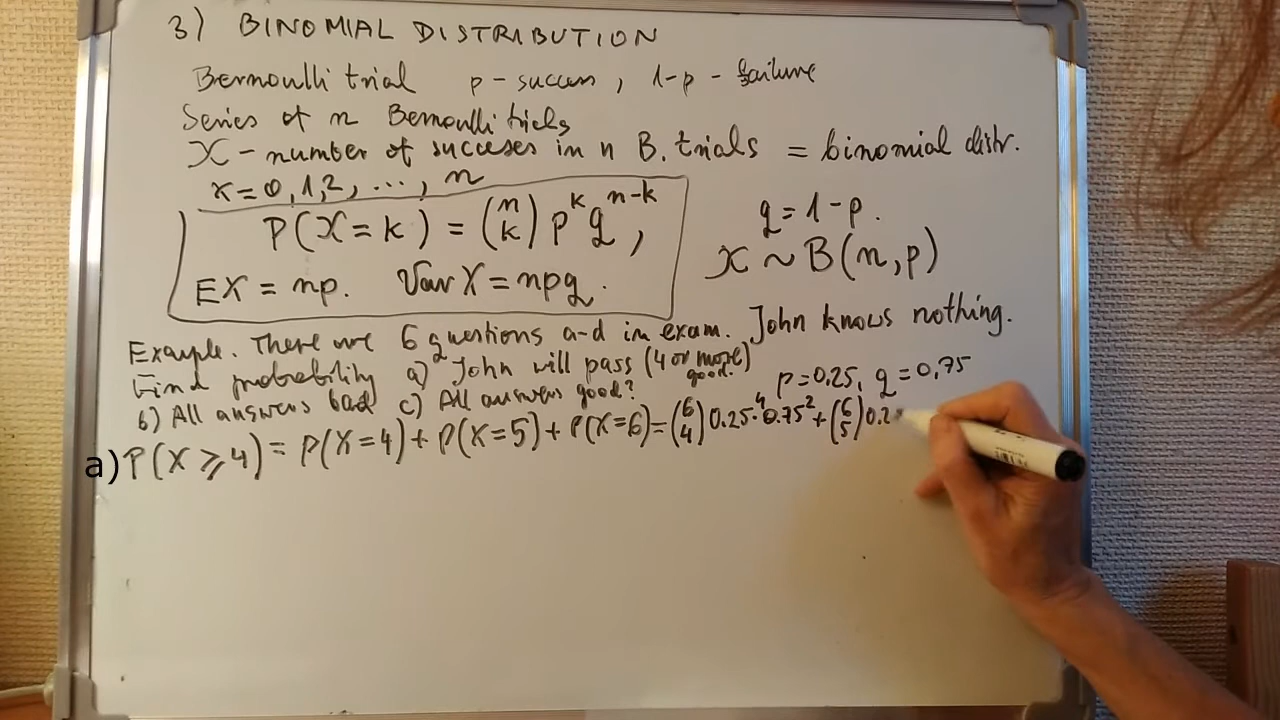 3) BINOMIAL DISTRIBUTION
Bernoulli trial p - success, 1-p - failure
Series of n Bernoulli trials
X - number of succeses in n B. trials = binomial distr.
x=0,1,2, ..., n
P(X=k) = (n k) p^k q^{n-k}, q=1-p.
EX = np. Var X = npq. X ~ B(n,p)
Example. There are 6 questions a-d in exam. John knows nothing.
Find probability a) John will pass (4 or more good.)
b) All answers bad c) All answers good? p=0,25, q=0,75
a) P(X ⩾ 4) = P(X=4) + P(X=5) + P(X=6) = (6 4) 0.25^4 · 0.75^2 + (6 5) 0.2